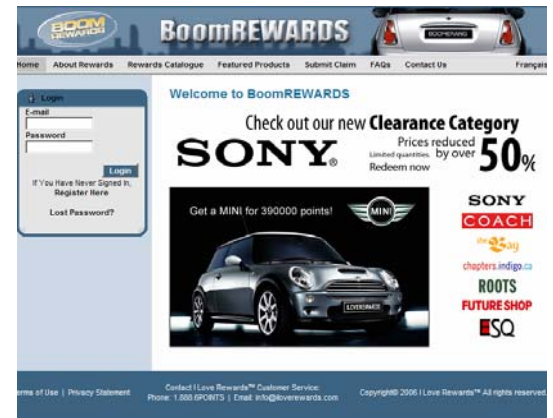 BOOM
REWARDS
BoomREWARDS
BOOMERANG
Home About Rewards Rewards Catalogue Featured Products Submit Claim FAQs Contact Us Français
Login
E-mail
Password
Login
If You Have Never Signed In,
Register Here
Lost Password?
Welcome to BoomREWARDS
Check out our new Clearance Category
SONY®
Limited quantities.
Redeem now
Prices reduced
by over 50%
Get a MINI for 390000 points!
MINI
ILOVEREWARDS
SONY
COACH
the Bay
chapters.indigo.ca
ROOTS
FUTURE SHOP
ESQ
erms of Use | Privacy Statement
Contact I Love Rewards™ Customer Service:
Phone: 1.888.6POINTS | Email: info@iloverewards.com
Copyright© 2006 I Love Rewards™ All rights reserved.